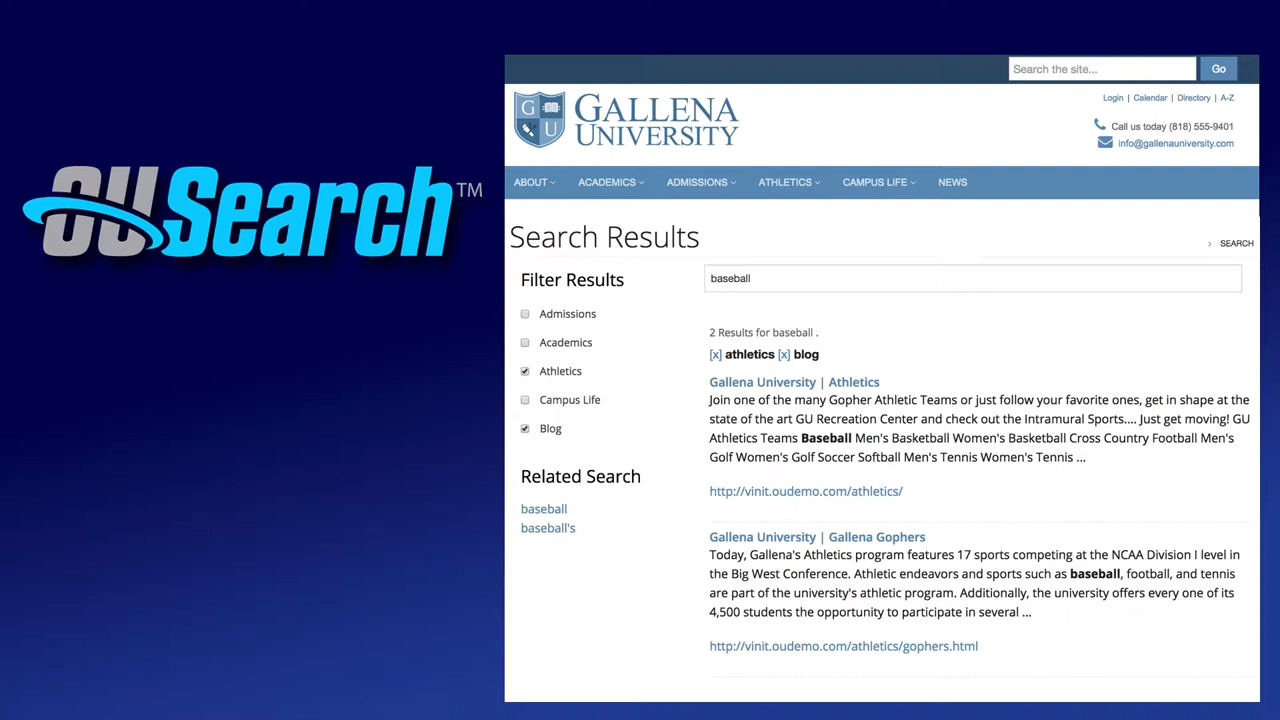 OU Search™
Search the site...
Go
GALLENA
UNIVERSITY
G
U
Login | Calendar | Directory | A-Z
Call us today (818) 555-9401
info@gallenauniversity.com
ABOUT
ACADEMICS
ADMISSIONS
ATHLETICS
CAMPUS LIFE
NEWS
Search Results
› SEARCH
Filter Results
Admissions
Academics
Athletics
Campus Life
Blog
Related Search
baseball
baseball's
baseball
2 Results for baseball .
[x] athletics [x] blog
Gallena University | Athletics
Join one of the many Gopher Athletic Teams or just follow your favorite ones, get in shape at the
state of the art GU Recreation Center and check out the Intramural Sports.... Just get moving! GU
Athletics Teams Baseball Men's Basketball Women's Basketball Cross Country Football Men's
Golf Women's Golf Soccer Softball Men's Tennis Women's Tennis ...
http://vinit.oudemo.com/athletics/
Gallena University | Gallena Gophers
Today, Gallena's Athletics program features 17 sports competing at the NCAA Division I level in
the Big West Conference. Athletic endeavors and sports such as baseball, football, and tennis
are part of the university's athletic program. Additionally, the university offers every one of its
4,500 students the opportunity to participate in several ...
http://vinit.oudemo.com/athletics/gophers.html